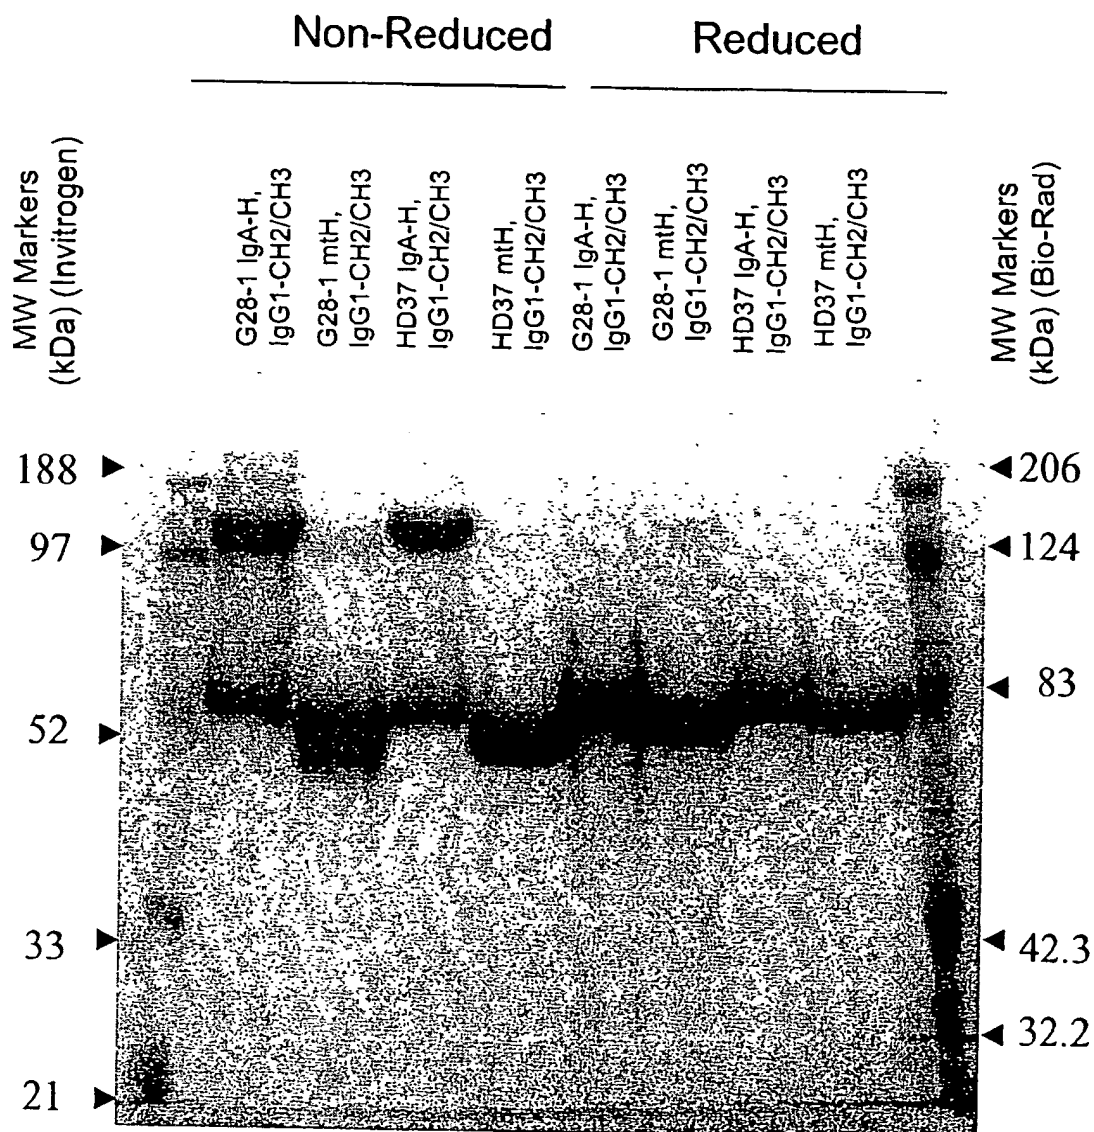 Non-Reduced
Reduced
MW Markers
(kDa) (Invitrogen)
G28-1 IgA-H,
IgG1-CH2/CH3
G28-1 mtH,
IgG1-CH2/CH3
HD37 IgA-H,
IgG1-CH2/CH3
HD37 mtH,
IgG1-CH2/CH3
G28-1 IgA-H,
IgG1-CH2/CH3
G28-1 mtH,
IgG1-CH2/CH3
HD37 IgA-H,
IgG1-CH2/CH3
HD37 mtH,
IgG1-CH2/CH3
MW Markers
(kDa) (Bio-Rad)
188
97
52
33
21
206
124
83
42.3
32.2